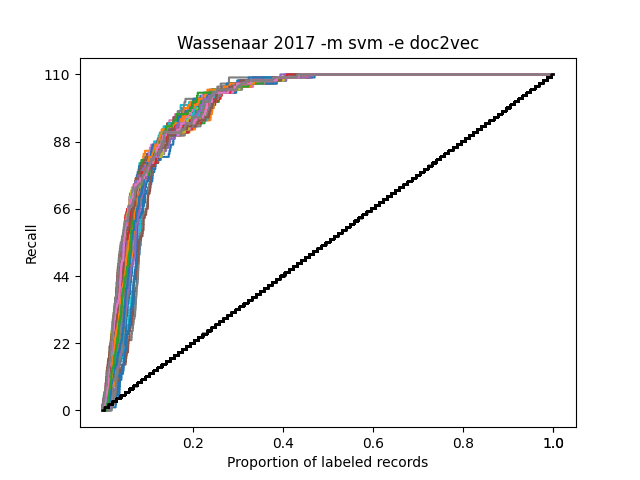 Wassenaar 2017 -m svm -e doc2vec
110
88
66
44
22
0
Recall
0.2 0.4 0.6 0.8 1.0
Proportion of labeled records